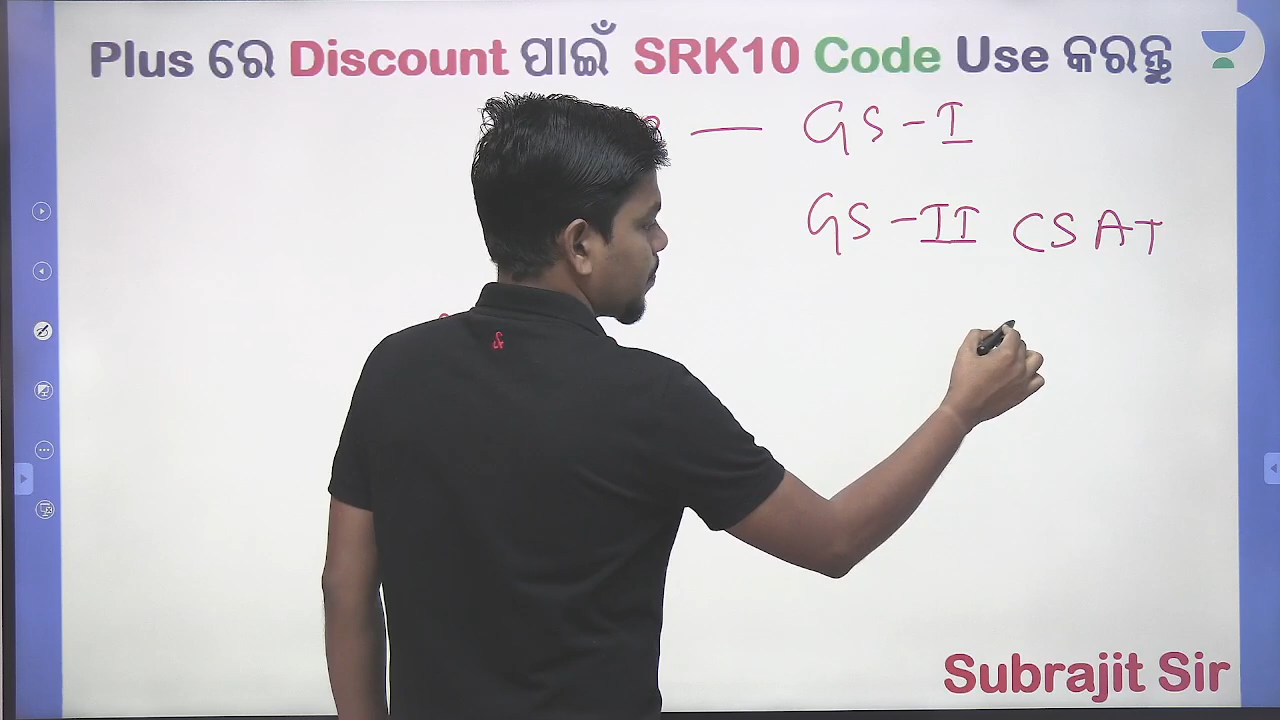 Plus ରେ Discount ପାଇଁ SRK10 Code Use କରନ୍ତୁ
— GS-I
GS-II CSAT
Subrajit Sir